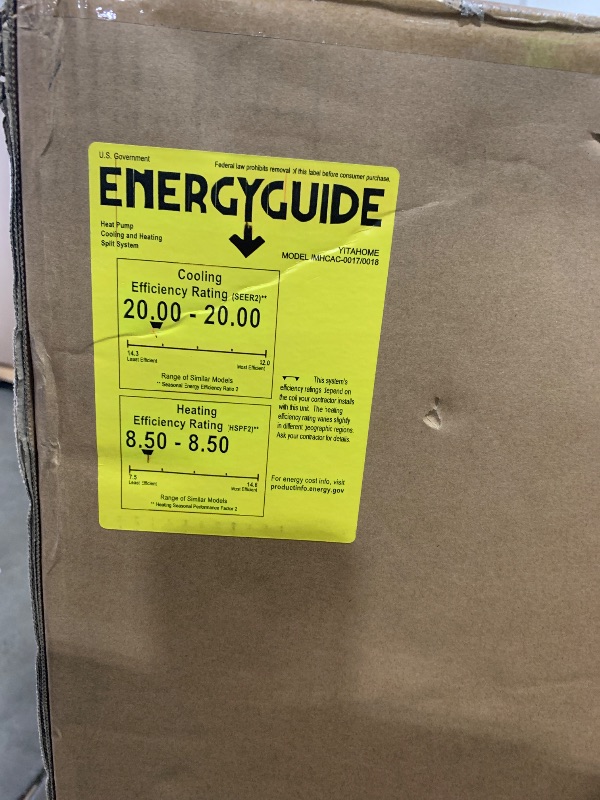 U.S. Government
Federal law prohibits removal of this label before consumer purchase.
ENERGYGUIDE
Heat Pump
Cooling and Heating
Split System
YITAHOME
MODEL IMHCAC-0017/0018
Cooling
Efficiency Rating (SEER2)**
20.00 - 20.00
14.3
Least Efficient
32.0
Most Efficient
Range of Similar Models
** Seasonal Energy Efficiency Ratio 2
Heating
Efficiency Rating (HSPF2)**
8.50 - 8.50
7.5
Least Efficient
14.8
Most Efficient
Range of Similar Models
** Heating Seasonal Performance Factor 2
This system's
efficiency ratings depend on
the coil your contractor installs
with this unit. The heating
efficiency rating varies slightly
in different geographic regions.
Ask your contractor for details.
For energy cost info, visit
productinfo.energy.gov